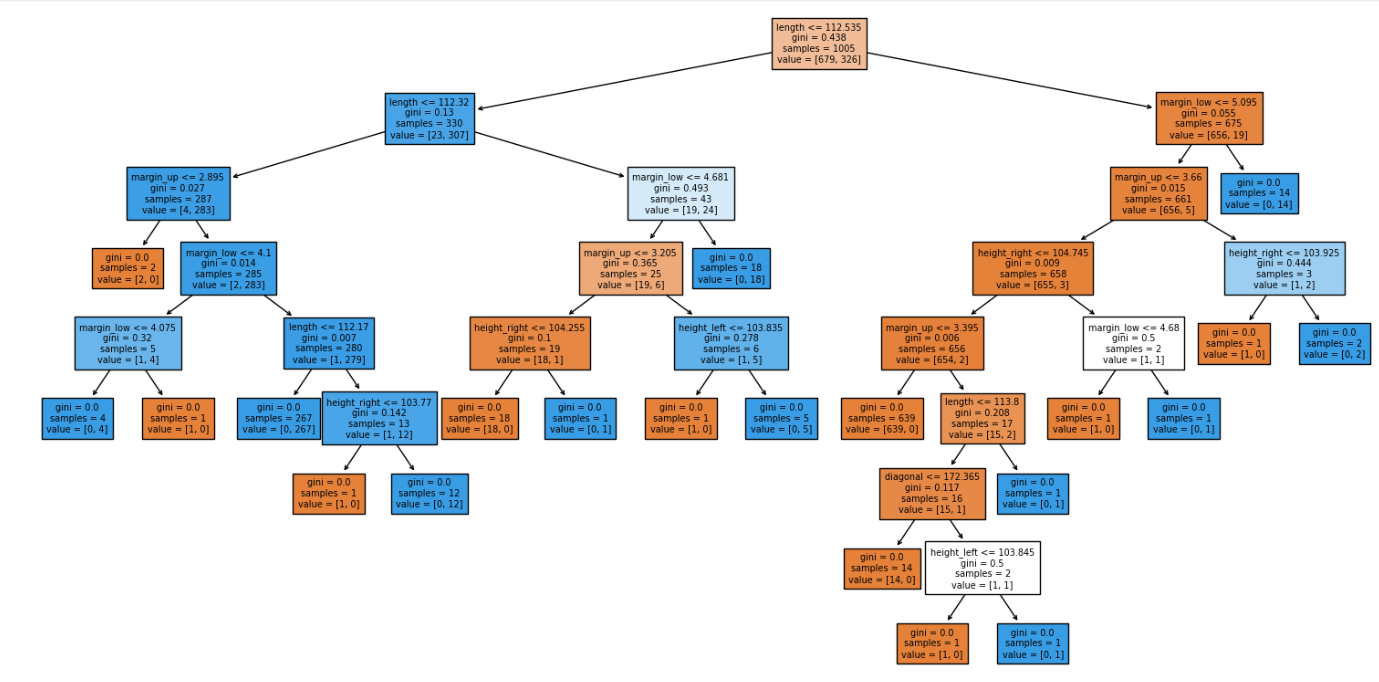 length <= 112.535
gini = 0.438
samples = 1005
value = [679, 326]
length <= 112.32
gini = 0.13
samples = 330
value = [23, 307]
margin_low <= 5.095
gini = 0.055
samples = 675
value = [656, 19]
margin_up <= 2.895
gini = 0.027
samples = 287
value = [4, 283]
margin_low <= 4.681
gini = 0.493
samples = 43
value = [19, 24]
margin_up <= 3.66
gini = 0.015
samples = 661
value = [656, 5]
gini = 0.0
samples = 14
value = [0, 14]
gini = 0.0
samples = 2
value = [2, 0]
margin_low <= 4.1
gini = 0.014
samples = 285
value = [2, 283]
margin_up <= 3.205
gini = 0.365
samples = 25
value = [19, 6]
gini = 0.0
samples = 18
value = [0, 18]
height_right <= 104.745
gini = 0.009
samples = 658
value = [655, 3]
height_right <= 103.925
gini = 0.444
samples = 3
value = [1, 2]
margin_low <= 4.075
gini = 0.32
samples = 5
value = [1, 4]
length <= 112.17
gini = 0.007
samples = 280
value = [1, 279]
height_right <= 104.255
gini = 0.1
samples = 19
value = [18, 1]
height_left <= 103.835
gini = 0.278
samples = 6
value = [1, 5]
margin_up <= 3.395
gini = 0.006
samples = 656
value = [654, 2]
margin_low <= 4.68
gini = 0.5
samples = 2
value = [1, 1]
gini = 0.0
samples = 1
value = [1, 0]
gini = 0.0
samples = 2
value = [0, 2]
gini = 0.0
samples = 4
value = [0, 4]
gini = 0.0
samples = 1
value = [1, 0]
gini = 0.0
samples = 267
value = [0, 267]
height_right <= 103.77
gini = 0.142
samples = 13
value = [1, 12]
gini = 0.0
samples = 18
value = [18, 0]
gini = 0.0
samples = 1
value = [0, 1]
gini = 0.0
samples = 1
value = [1, 0]
gini = 0.0
samples = 5
value = [0, 5]
gini = 0.0
samples = 639
value = [639, 0]
length <= 113.8
gini = 0.208
samples = 17
value = [15, 2]
gini = 0.0
samples = 1
value = [1, 0]
gini = 0.0
samples = 1
value = [0, 1]
gini = 0.0
samples = 1
value = [1, 0]
gini = 0.0
samples = 12
value = [0, 12]
diagonal <= 172.365
gini = 0.117
samples = 16
value = [15, 1]
gini = 0.0
samples = 1
value = [0, 1]
gini = 0.0
samples = 14
value = [14, 0]
height_left <= 103.845
gini = 0.5
samples = 2
value = [1, 1]
gini = 0.0
samples = 1
value = [1, 0]
gini = 0.0
samples = 1
value = [0, 1]